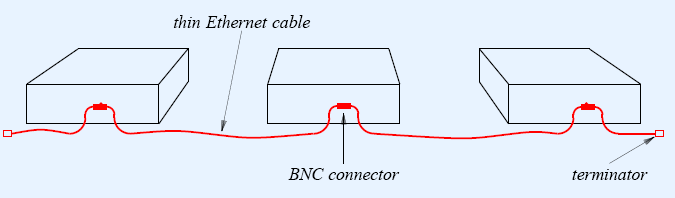 thin Ethernet cable
BNC connector
terminator